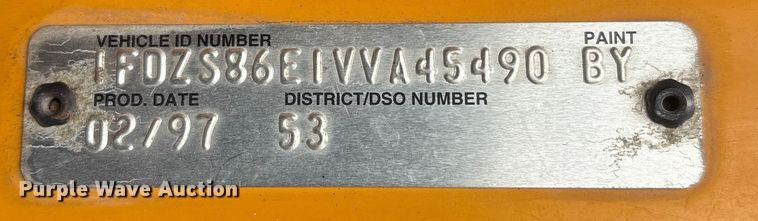 VEHICLE ID NUMBER PAINT
1FDZS86E1VVA45490 BY
PROD. DATE DISTRICT/DSO NUMBER
02/97 53
Purple Wave Auction